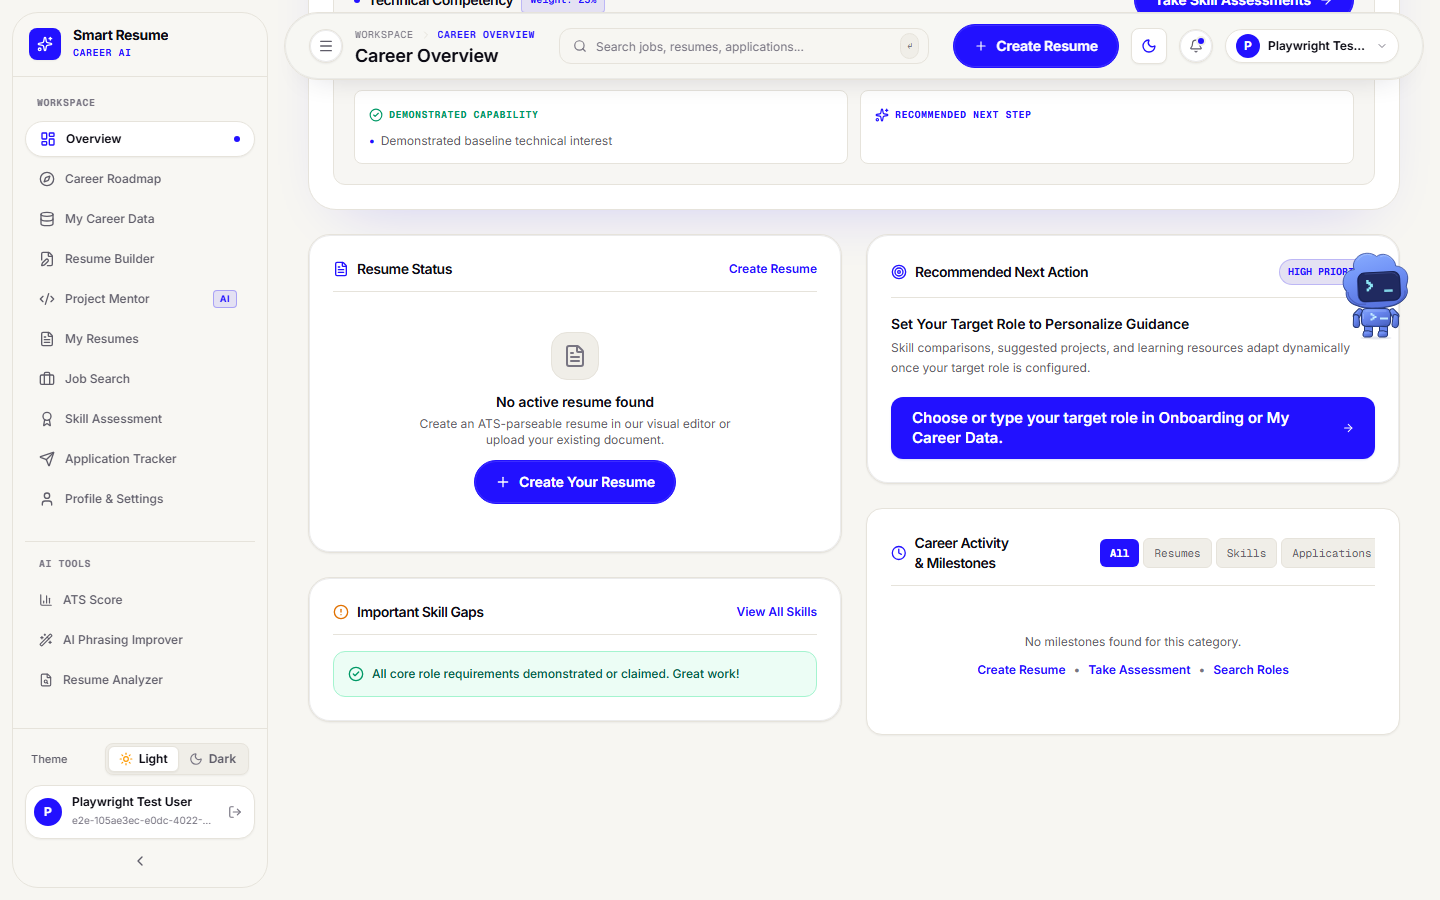 Smart Resume
CAREER AI
WORKSPACE
Overview
Career Roadmap
My Career Data
Resume Builder
Project Mentor
AI
My Resumes
Job Search
Skill Assessment
Application Tracker
Profile & Settings
AI TOOLS
ATS Score
AI Phrasing Improver
Resume Analyzer
Theme
Light
Dark
P
Playwright Test User
e2e-105ae3ec-e0dc-4022-...
Technical Competency
Weight: 25%
Take Skill Assessments
WORKSPACE
CAREER OVERVIEW
Career Overview
Search jobs, resumes, applications...
Create Resume
P
Playwright Tes...
DEMONSTRATED CAPABILITY
• Demonstrated baseline technical interest
RECOMMENDED NEXT STEP
Resume Status
Create Resume
No active resume found
Create an ATS-parseable resume in our visual editor or
upload your existing document.
Create Your Resume
Important Skill Gaps
View All Skills
All core role requirements demonstrated or claimed. Great work!
Recommended Next Action
HIGH PRIOR
Set Your Target Role to Personalize Guidance
Skill comparisons, suggested projects, and learning resources adapt dynamically
once your target role is configured.
Choose or type your target role in Onboarding or My
Career Data.
Career Activity
& Milestones
All
Resumes
Skills
Applications
No milestones found for this category.
Create Resume • Take Assessment • Search Roles